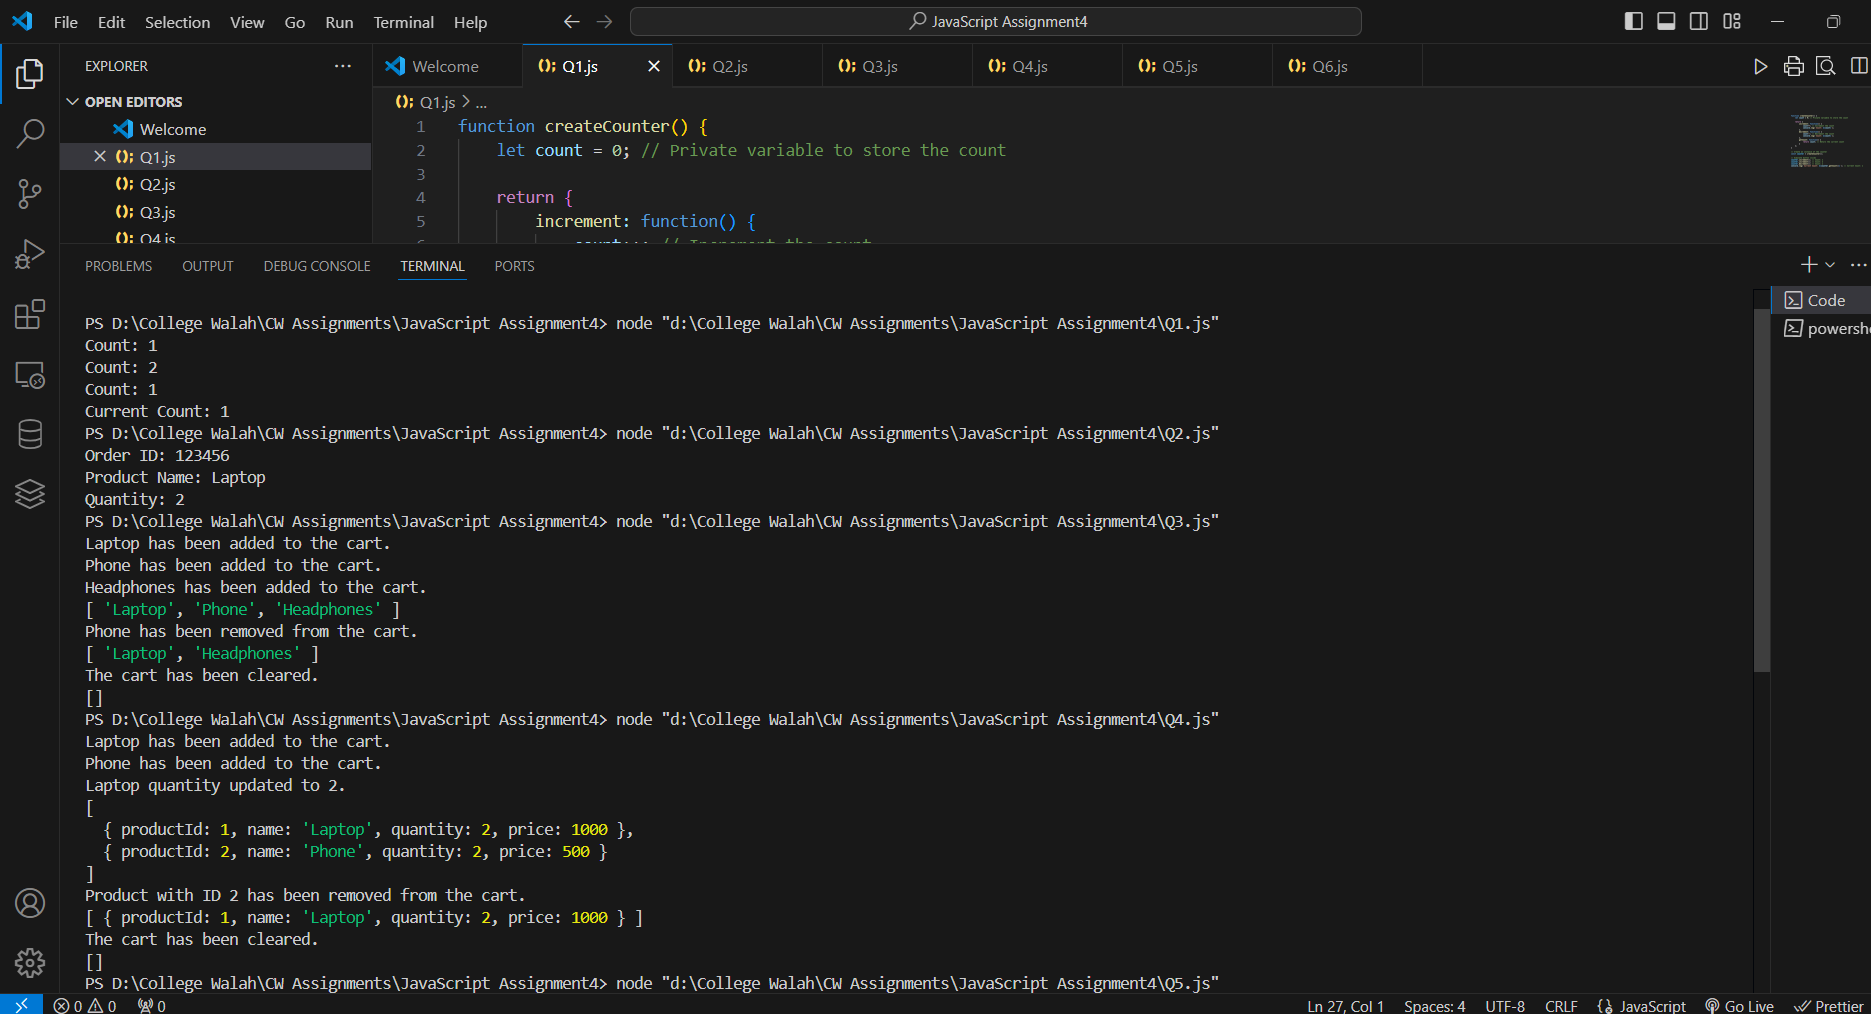 File Edit Selection View Go Run Terminal Help
JavaScript Assignment4
EXPLORER
OPEN EDITORS
Welcome
Q1.js
Q2.js
Q3.js
Q4.js
Welcome
Q1.js
Q2.js
Q3.js
Q4.js
Q5.js
Q6.js
Q1.js > ...
1 function createCounter() {
2 let count = 0; // Private variable to store the count
3
4 return {
5 increment: function() {
PROBLEMS OUTPUT DEBUG CONSOLE TERMINAL PORTS
Code
powershe
PS D:\College Walah\CW Assignments\JavaScript Assignment4> node "d:\College Walah\CW Assignments\JavaScript Assignment4\Q1.js"
Count: 1
Count: 2
Count: 1
Current Count: 1
PS D:\College Walah\CW Assignments\JavaScript Assignment4> node "d:\College Walah\CW Assignments\JavaScript Assignment4\Q2.js"
Order ID: 123456
Product Name: Laptop
Quantity: 2
PS D:\College Walah\CW Assignments\JavaScript Assignment4> node "d:\College Walah\CW Assignments\JavaScript Assignment4\Q3.js"
Laptop has been added to the cart.
Phone has been added to the cart.
Headphones has been added to the cart.
[ 'Laptop', 'Phone', 'Headphones' ]
Phone has been removed from the cart.
[ 'Laptop', 'Headphones' ]
The cart has been cleared.
[]
PS D:\College Walah\CW Assignments\JavaScript Assignment4> node "d:\College Walah\CW Assignments\JavaScript Assignment4\Q4.js"
Laptop has been added to the cart.
Phone has been added to the cart.
Laptop quantity updated to 2.
[
{ productId: 1, name: 'Laptop', quantity: 2, price: 1000 },
{ productId: 2, name: 'Phone', quantity: 2, price: 500 }
]
Product with ID 2 has been removed from the cart.
[ { productId: 1, name: 'Laptop', quantity: 2, price: 1000 } ]
The cart has been cleared.
[]
PS D:\College Walah\CW Assignments\JavaScript Assignment4> node "d:\College Walah\CW Assignments\JavaScript Assignment4\Q5.js"
0 0 0 Ln 27, Col 1 Spaces: 4 UTF-8 CRLF {} JavaScript Go Live Prettier